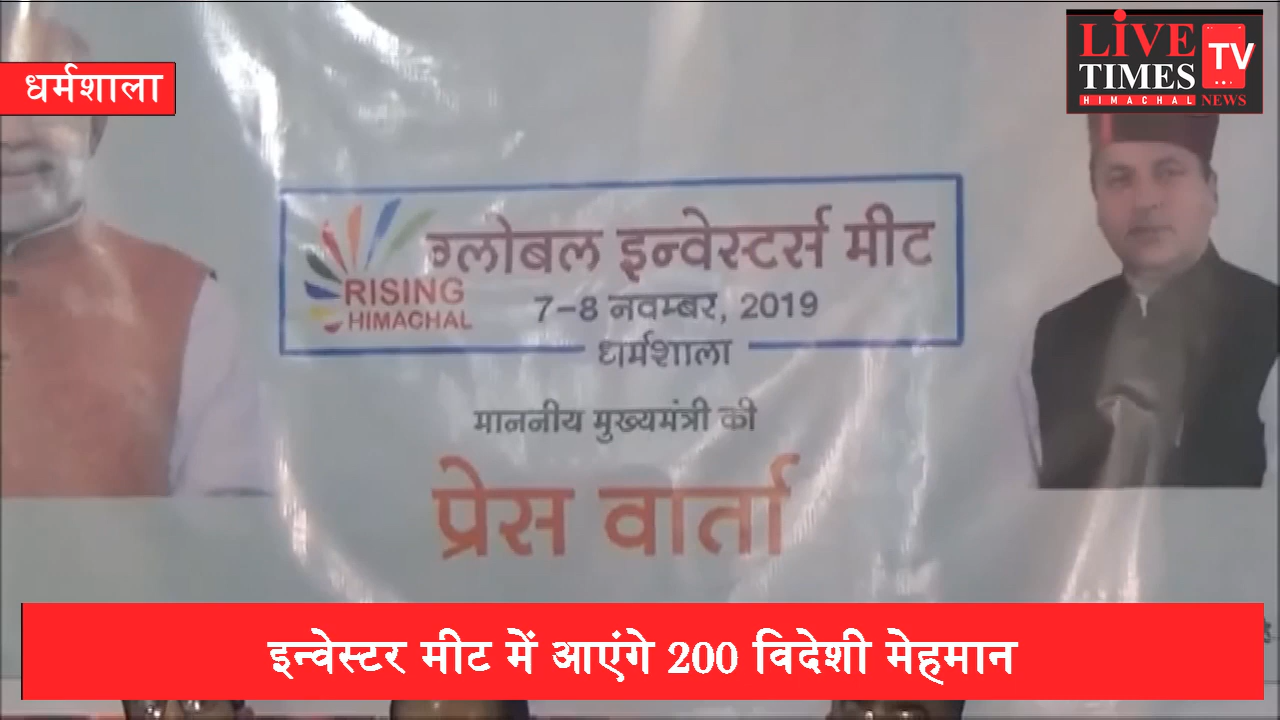 धर्मशाला
LIVE
TIMES
TV
HIMACHAL NEWS
ग्लोबल इन्वेस्टर्स मीट
RISING
HIMACHAL
7-8 नवम्बर, 2019
धर्मशाला
माननीय मुख्यमंत्री की
प्रेस वार्ता
इन्वेस्टर मीट में आएंगे 200 विदेशी मेहमान